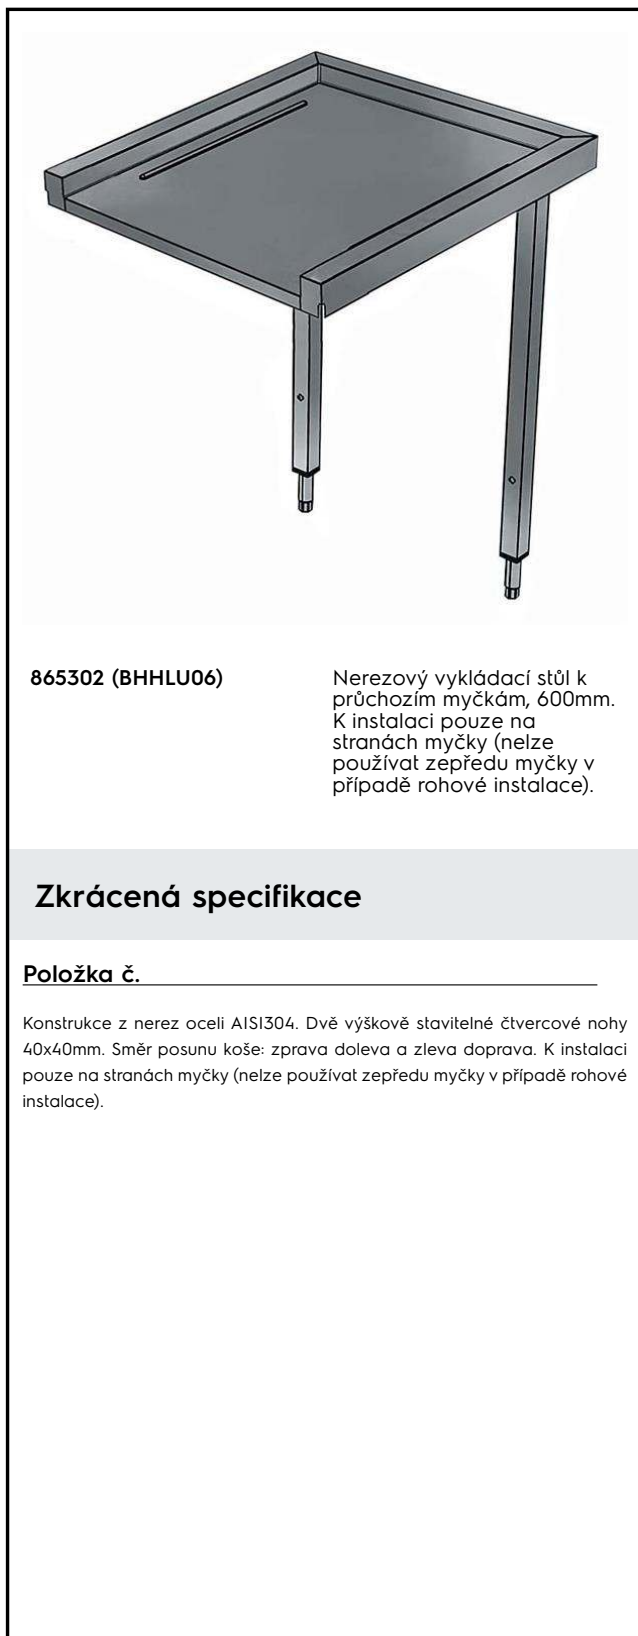 865302 (BHHLU06)
Nerezový vykládací stůl k
průchozím myčkám, 600mm.
K instalaci pouze na
stranách myčky (nelze
používat zepředu myčky v
případě rohové instalace).
Zkrácená specifikace
Položka č.
Konstrukce z nerez oceli AISI304. Dvě výškově stavitelné čtvercové nohy
40x40mm. Směr posunu koše: zprava doleva a zleva doprava. K instalaci
pouze na stranách myčky (nelze používat zepředu myčky v případě rohové
instalace).